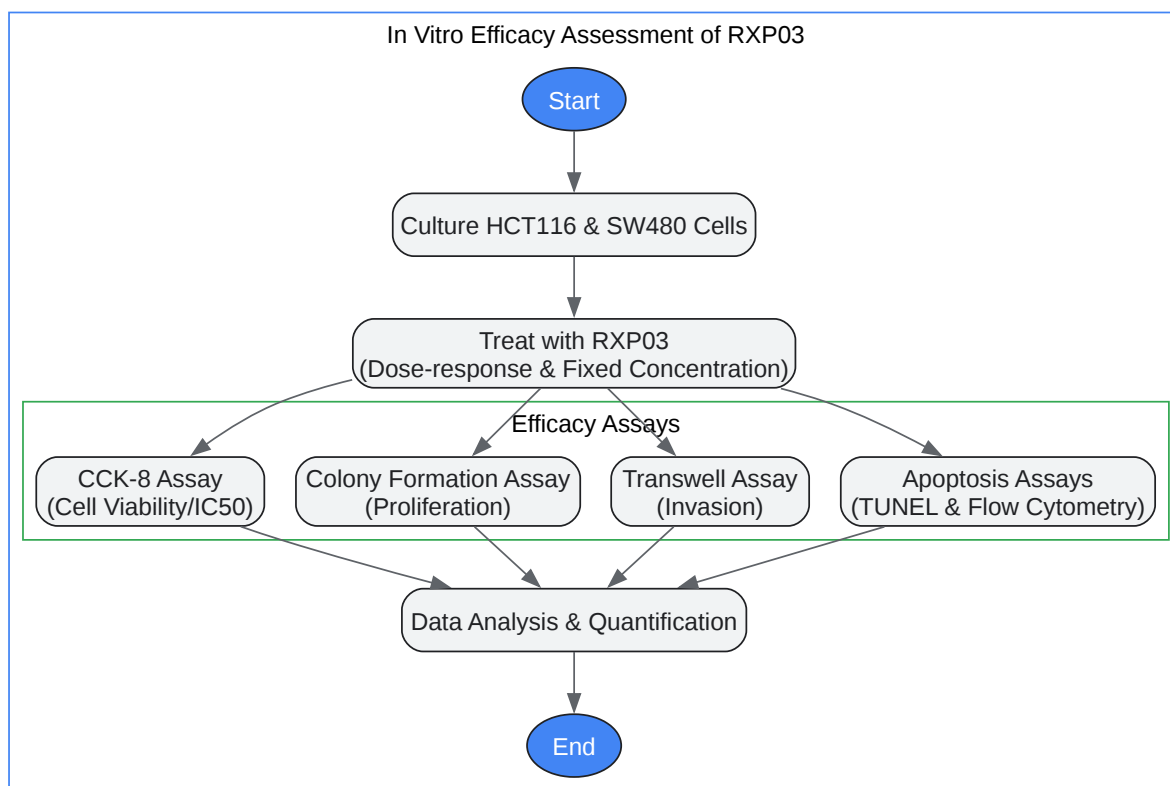 In Vitro Efficacy Assessment of RXP03
Start
Culture HCT116 & SW480 Cells
Treat with RXP03
(Dose-response & Fixed Concentration)
Efficacy Assays
CCK-8 Assay
(Cell Viability/IC50)
Colony Formation Assay
(Proliferation)
Transwell Assay
(Invasion)
Apoptosis Assays
(TUNEL & Flow Cytometry)
Data Analysis & Quantification
End